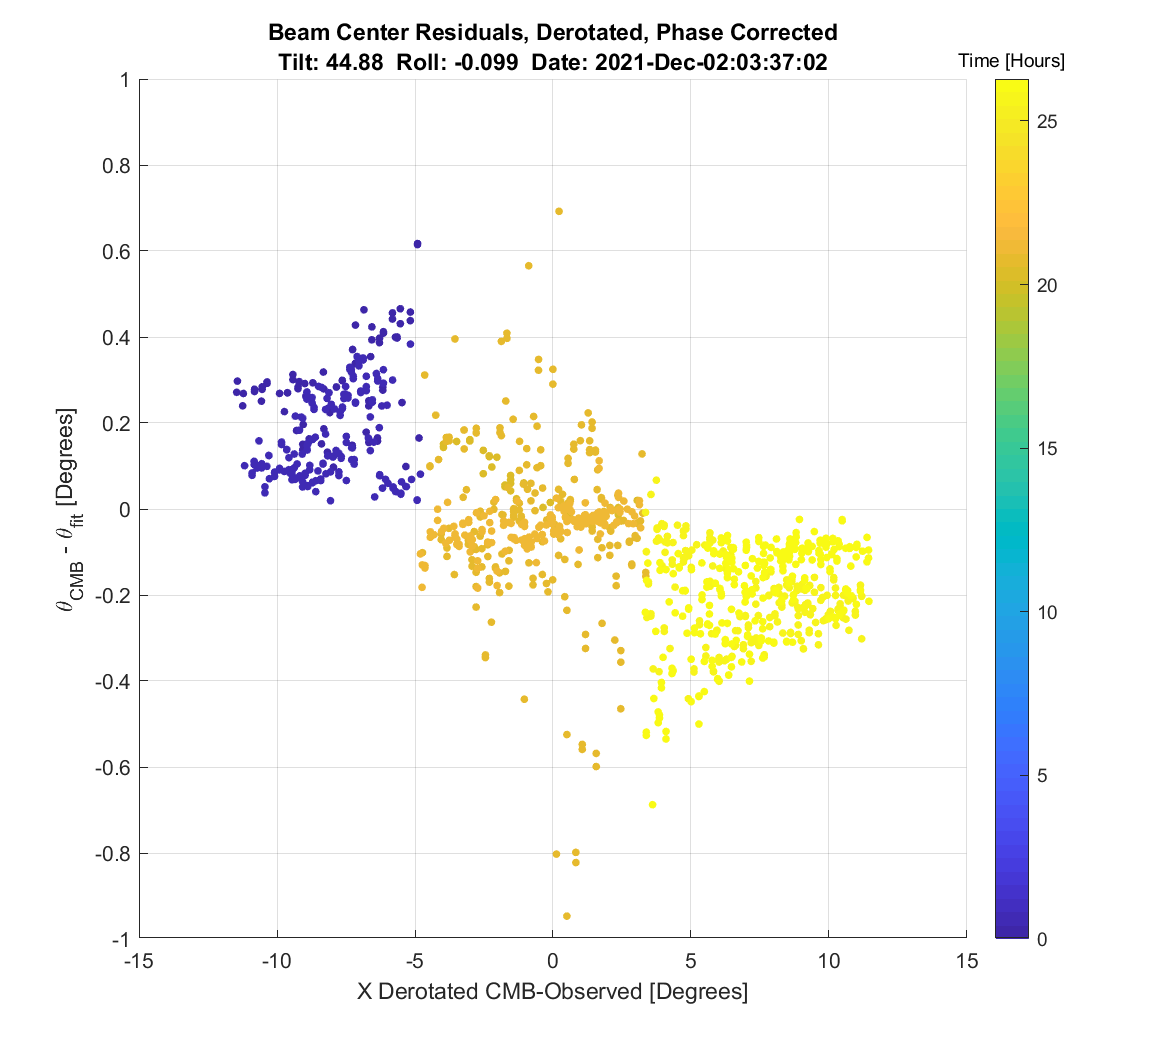 Beam Center Residuals, Derotated, Phase Corrected
Tilt: 44.88 Roll: -0.099 Date: 2021-Dec-02:03:37:02
Time [Hours]
1
0.8
0.6
0.4
0.2
0
-0.2
-0.4
-0.6
-0.8
-1
θCMB - θfit [Degrees]
-15 -10 -5 0 5 10 15
X Derotated CMB-Observed [Degrees]
25
20
15
10
5
0